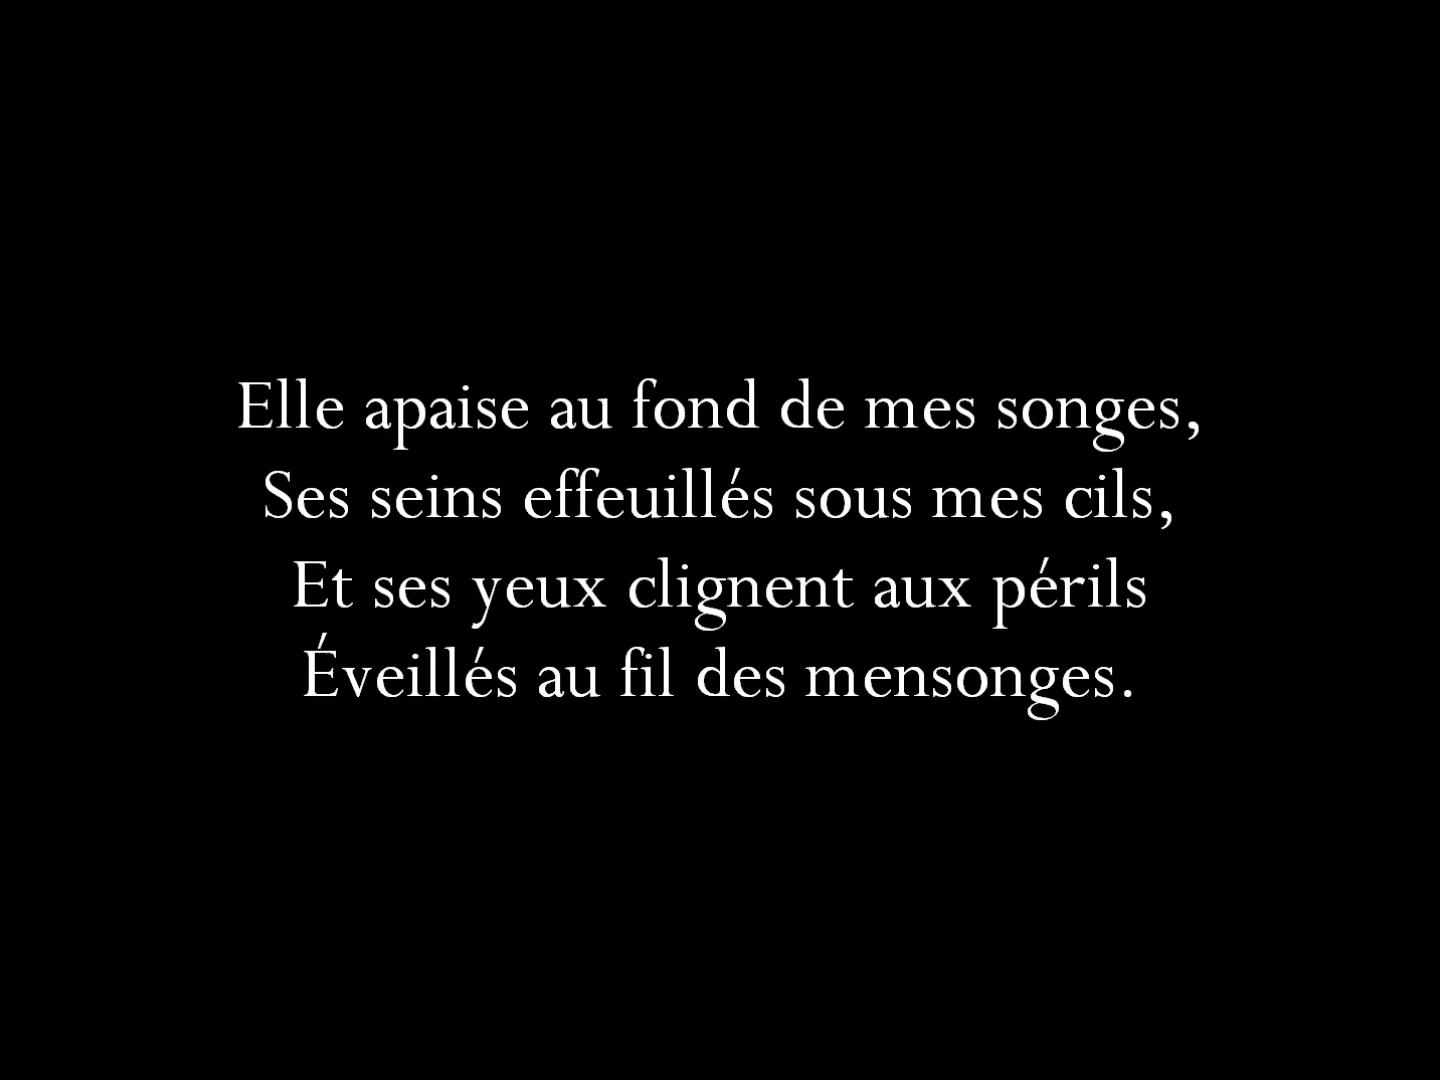 Elle apaise au fond de mes songes,
Ses seins effeuillés sous mes cils,
Et ses yeux clignent aux périls
Éveillés au fil des mensonges.